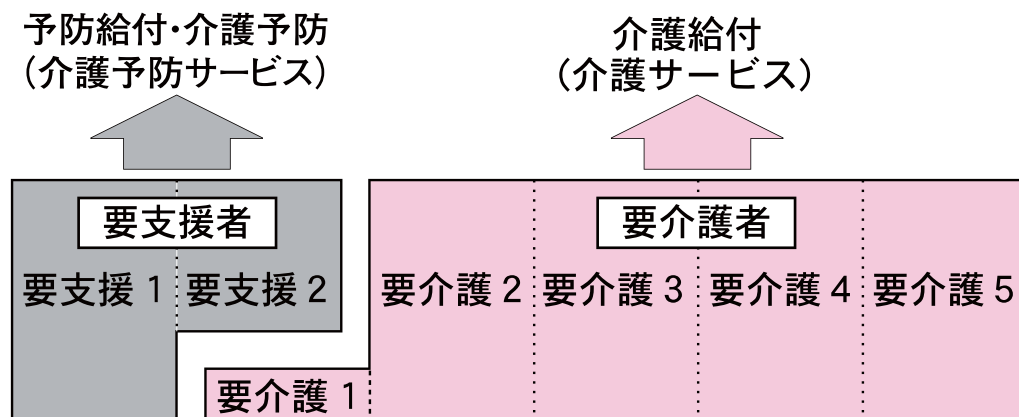 予防給付・介護予防
（介護予防サービス）
介護給付
（介護サービス）
要支援者
要支援1
要支援2
要介護者
要介護2
要介護3
要介護4
要介護5
要介護1